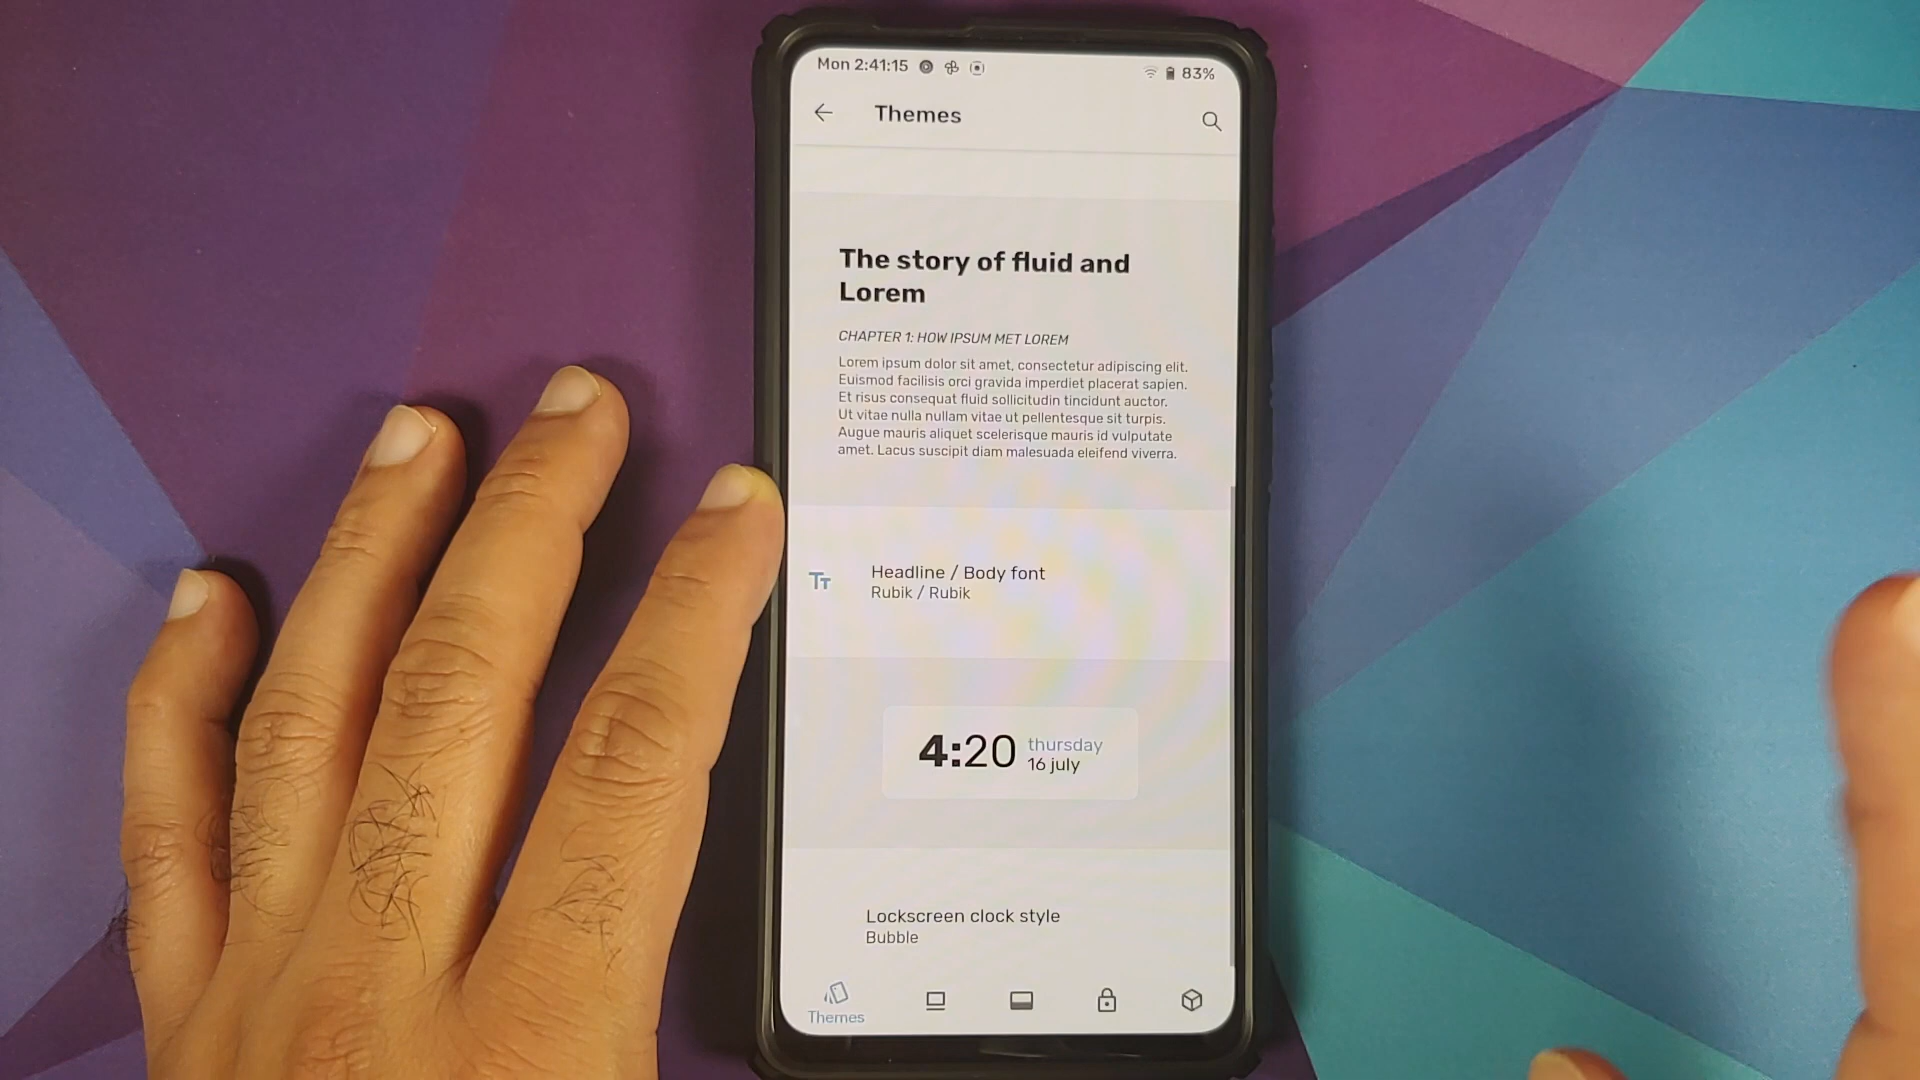 Mon 2:41:15
83%
Themes
The story of fluid and
Lorem
CHAPTER 1: HOW IPSUM MET LOREM
Lorem ipsum dolor sit amet, consectetur adipiscing elit.
Euismod facilisis orci gravida imperdiet placerat sapien.
Et risus consequat fluid sollicitudin tincidunt auctor.
Ut vitae nulla nullam vitae ut pellentesque sit turpis.
Augue mauris aliquet scelerisque mauris id vulputate
amet. Lacus suscipit diam malesuada eleifend viverra.
Tт
Headline / Body font
Rubik / Rubik
4:20
thursday
16 july
Lockscreen clock style
Bubble
Themes